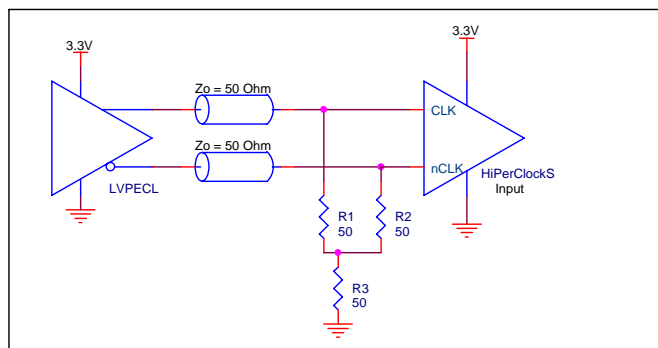 3.3V
3.3V
Zo = 50 Ohm
CLK
Zo = 50 Ohm
nCLK
HiPerClockS
Input
LVPECL
R1
50
R2
50
R3
50